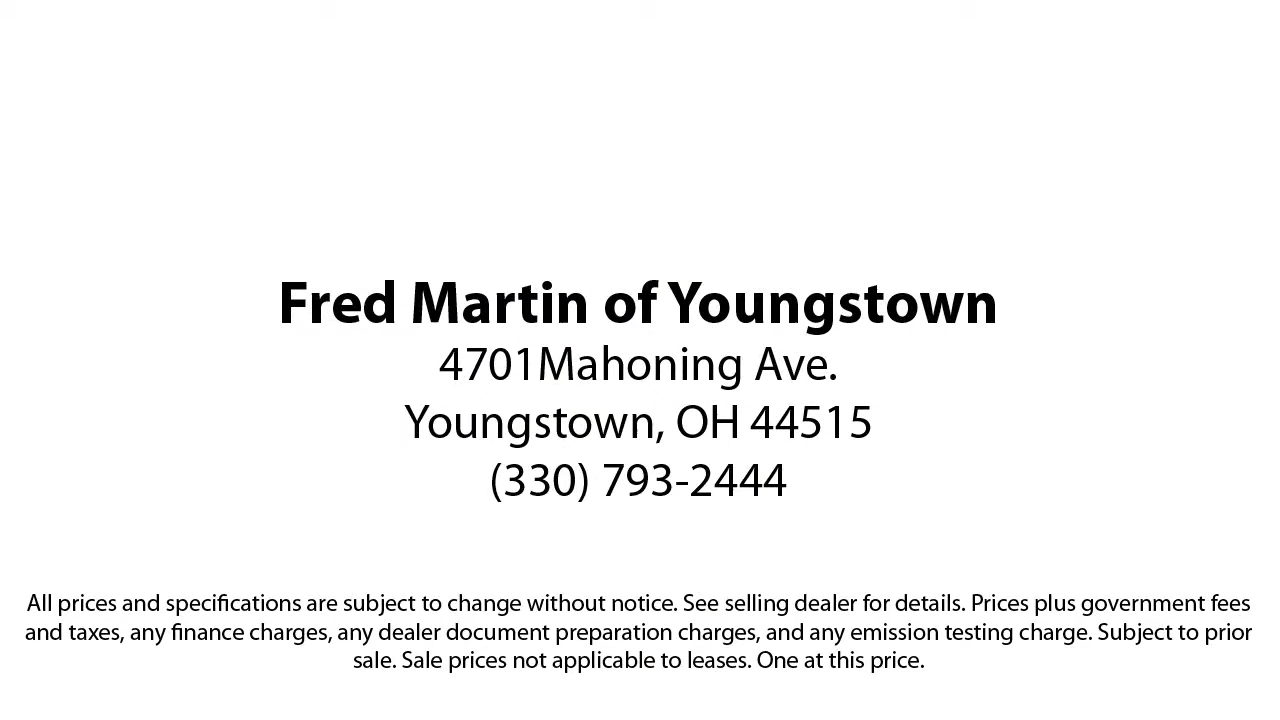 Fred Martin of Youngstown
4701Mahoning Ave.
Youngstown, OH 44515
(330) 793-2444
All prices and specifications are subject to change without notice. See selling dealer for details. Prices plus government fees
and taxes, any finance charges, any dealer document preparation charges, and any emission testing charge. Subject to prior
sale. Sale prices not applicable to leases. One at this price.